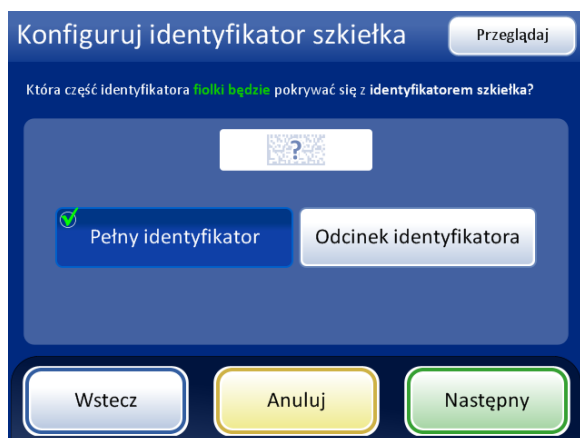 Konfiguruj identyfikator szkiełka
Przeglądaj
Która część identyfikatora fiolki będzie pokrywać się z identyfikatorem szkiełka?
?
Pełny identyfikator
Odcinek identyfikatora
Wstecz
Anuluj
Następny